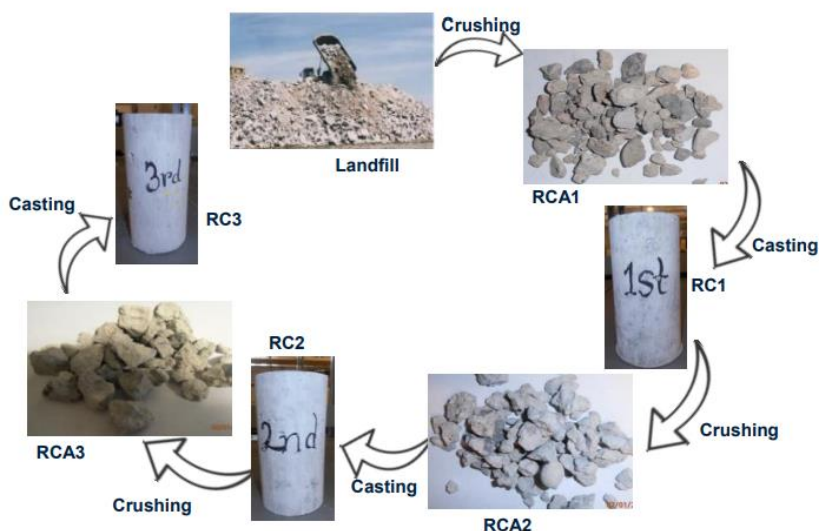 Crushing
Landfill
RCA1
Casting
1st
RC1
Crushing
RCA2
Casting
RC2
2nd
Crushing
RCA3
Casting
3rd
RC3